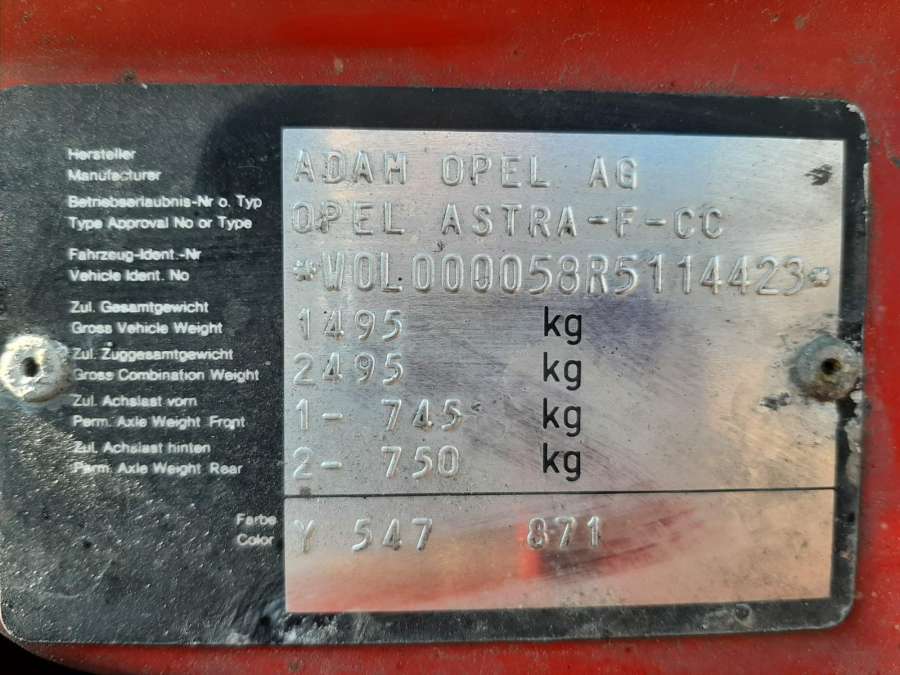 Hersteller
Manufacturer
ADAM OPEL AG
Betriebserlaubnis-Nr o. Typ
Type Approval No or Type
OPEL ASTRA-F-CC
Fahrzeug-Ident.-Nr
Vehicle Ident. No
*W0L000058R5114423*
Zul. Gesamtgewicht
Gross Vehicle Weight
1495 kg
Zul. Zuggesamtgewicht
Gross Combination Weight
2495 kg
Zul. Achslast vorn
Perm. Axle Weight Front
1- 745 kg
Zul. Achslast hinten
Perm. Axle Weight Rear
2- 750 kg
Farbe
Color
Y 547 871